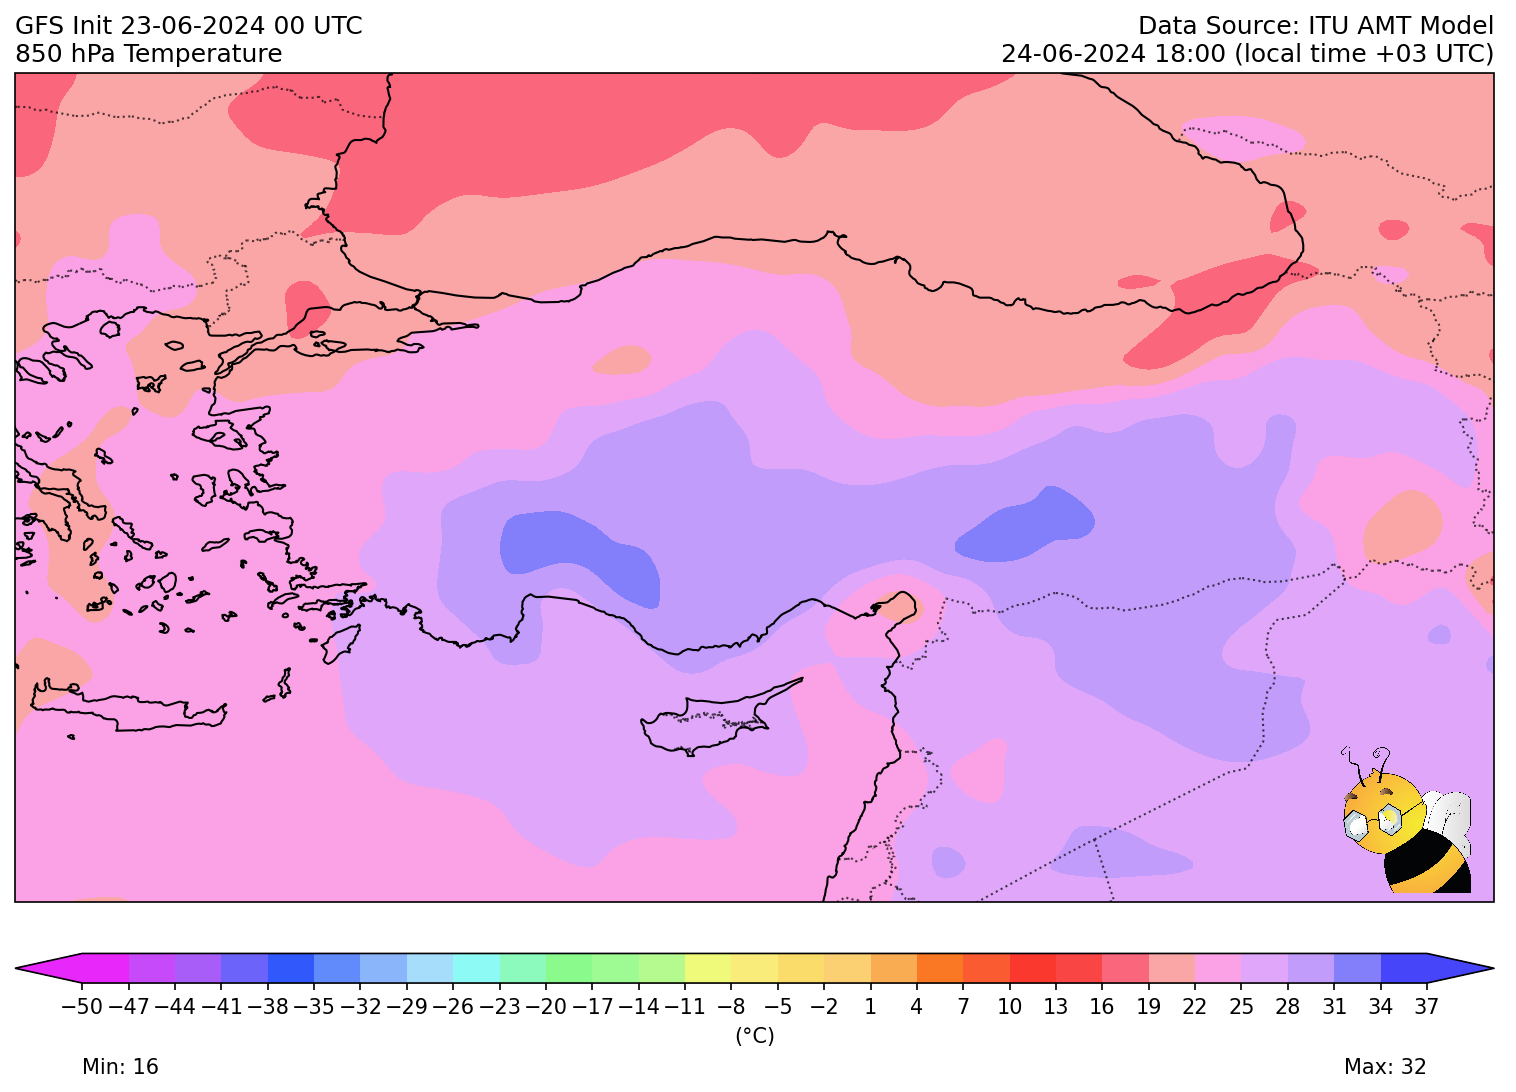 GFS Init 23-06-2024 00 UTC
850 hPa Temperature
Data Source: ITU AMT Model
24-06-2024 18:00 (local time +03 UTC)
−50 −47 −44 −41 −38 −35 −32 −29 −26 −23 −20 −17 −14 −11 −8 −5 −2 1 4 7 10 13 16 19 22 25 28 31 34 37
(°C)
Min: 16
Max: 32